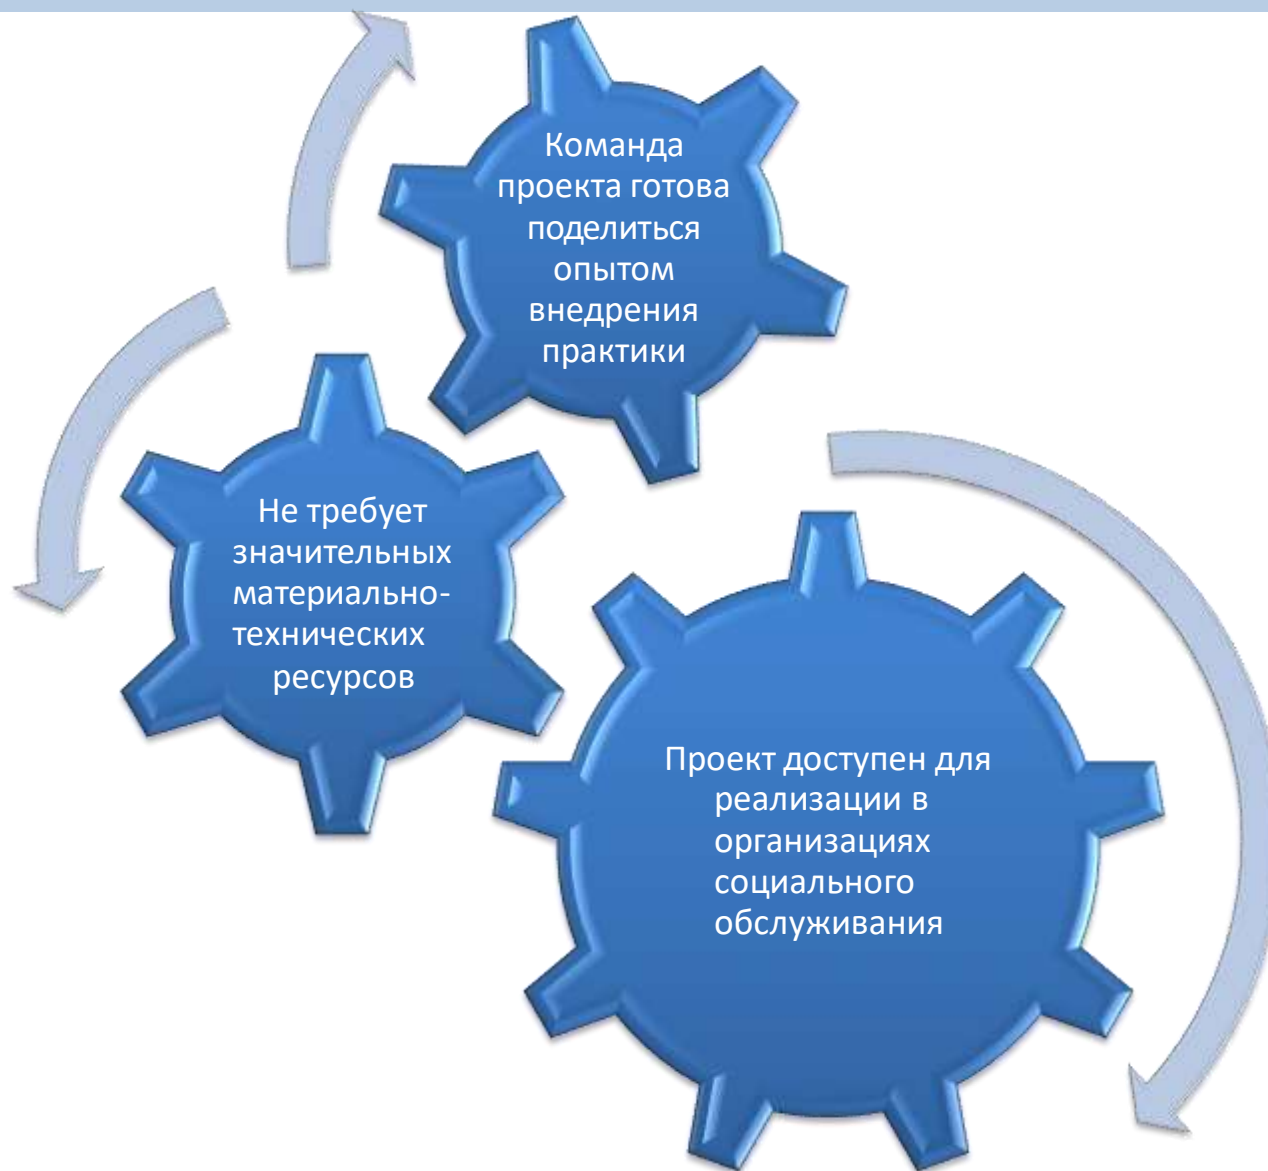 Команда
проекта готова
поделиться
опытом
внедрения
практики
Не требует
значительных
материально-
технических
ресурсов
Проект доступен для
реализации в
организациях
социального
обслуживания